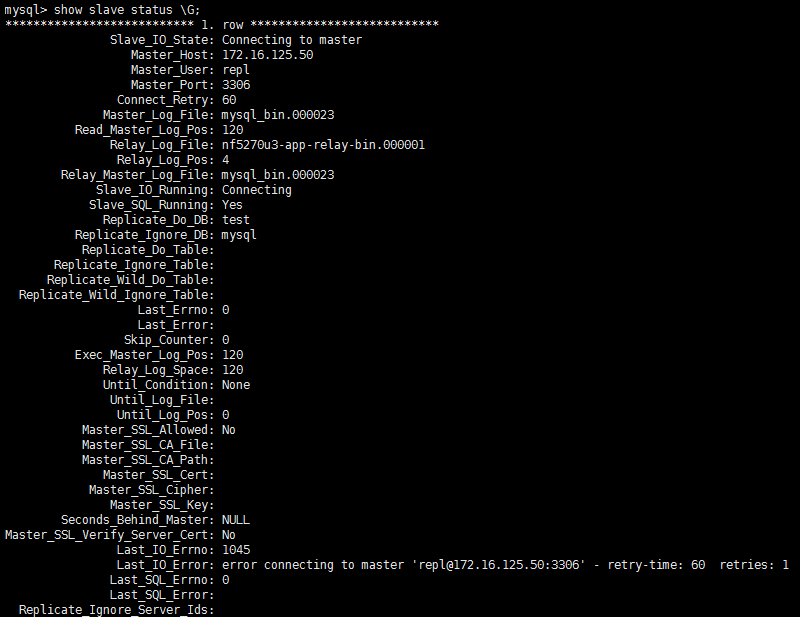 mysql> show slave status \G;
*************************** 1. row ***************************
Slave_IO_State: Connecting to master
Master_Host: 172.16.125.50
Master_User: repl
Master_Port: 3306
Connect_Retry: 60
Master_Log_File: mysql_bin.000023
Read_Master_Log_Pos: 120
Relay_Log_File: nf5270u3-app-relay-bin.000001
Relay_Log_Pos: 4
Relay_Master_Log_File: mysql_bin.000023
Slave_IO_Running: Connecting
Slave_SQL_Running: Yes
Replicate_Do_DB: test
Replicate_Ignore_DB: mysql
Replicate_Do_Table:
Replicate_Ignore_Table:
Replicate_Wild_Do_Table:
Replicate_Wild_Ignore_Table:
Last_Errno: 0
Last_Error:
Skip_Counter: 0
Exec_Master_Log_Pos: 120
Relay_Log_Space: 120
Until_Condition: None
Until_Log_File:
Until_Log_Pos: 0
Master_SSL_Allowed: No
Master_SSL_CA_File:
Master_SSL_CA_Path:
Master_SSL_Cert:
Master_SSL_Cipher:
Master_SSL_Key:
Seconds_Behind_Master: NULL
Master_SSL_Verify_Server_Cert: No
Last_IO_Errno: 1045
Last_IO_Error: error connecting to master 'repl@172.16.125.50:3306' - retry-time: 60  retries: 1
Last_SQL_Errno: 0
Last_SQL_Error:
Replicate_Ignore_Server_Ids: